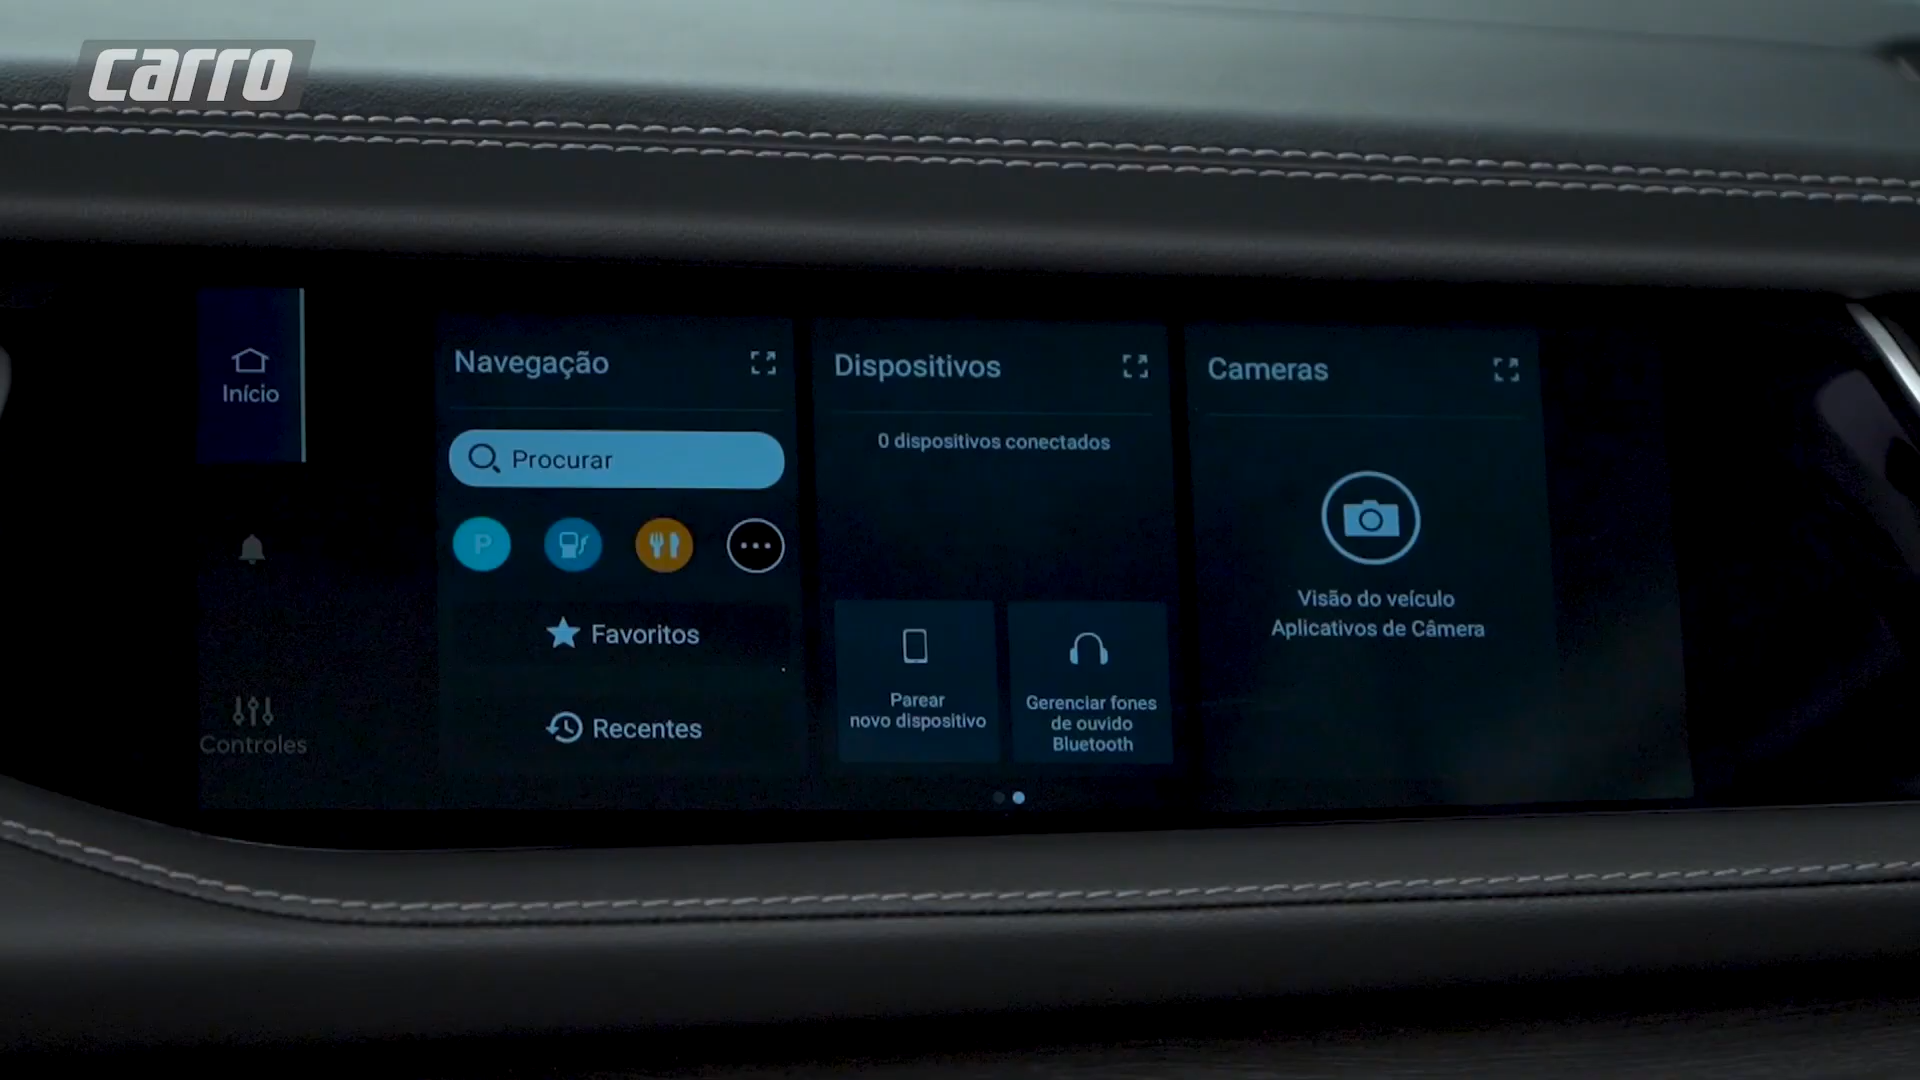 carro
Início
Controles
Navegação
Procurar
P
Favoritos
Recentes
Dispositivos
0 dispositivos conectados
Parear
novo dispositivo
Gerenciar fones
de ouvido
Bluetooth
Cameras
Visão do veículo
Aplicativos de Câmera